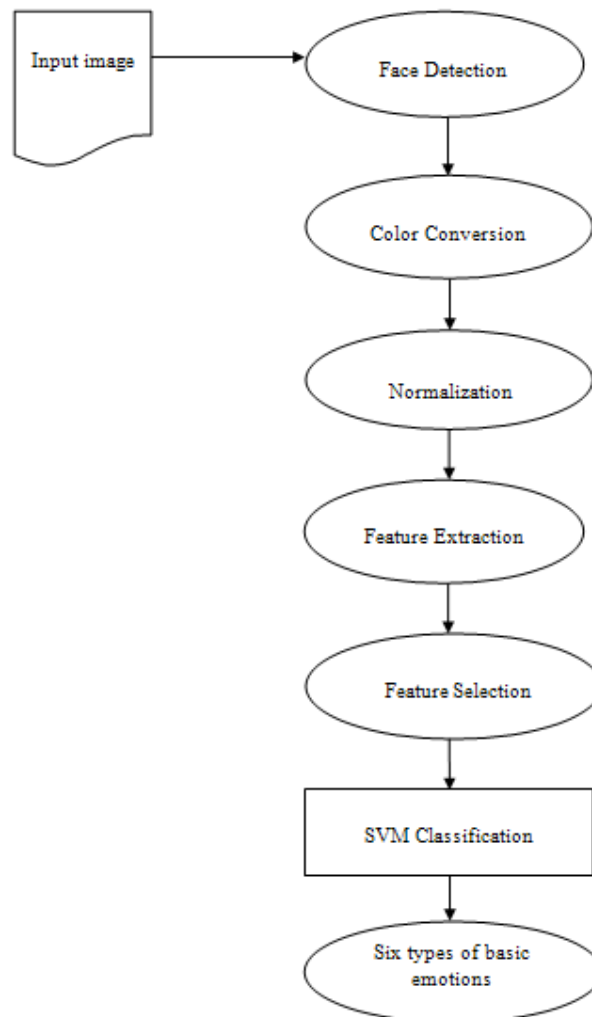 Input image
Face Detection
Color Conversion
Normalization
Feature Extraction
Feature Selection
SVM Classification
Six types of basic
emotions